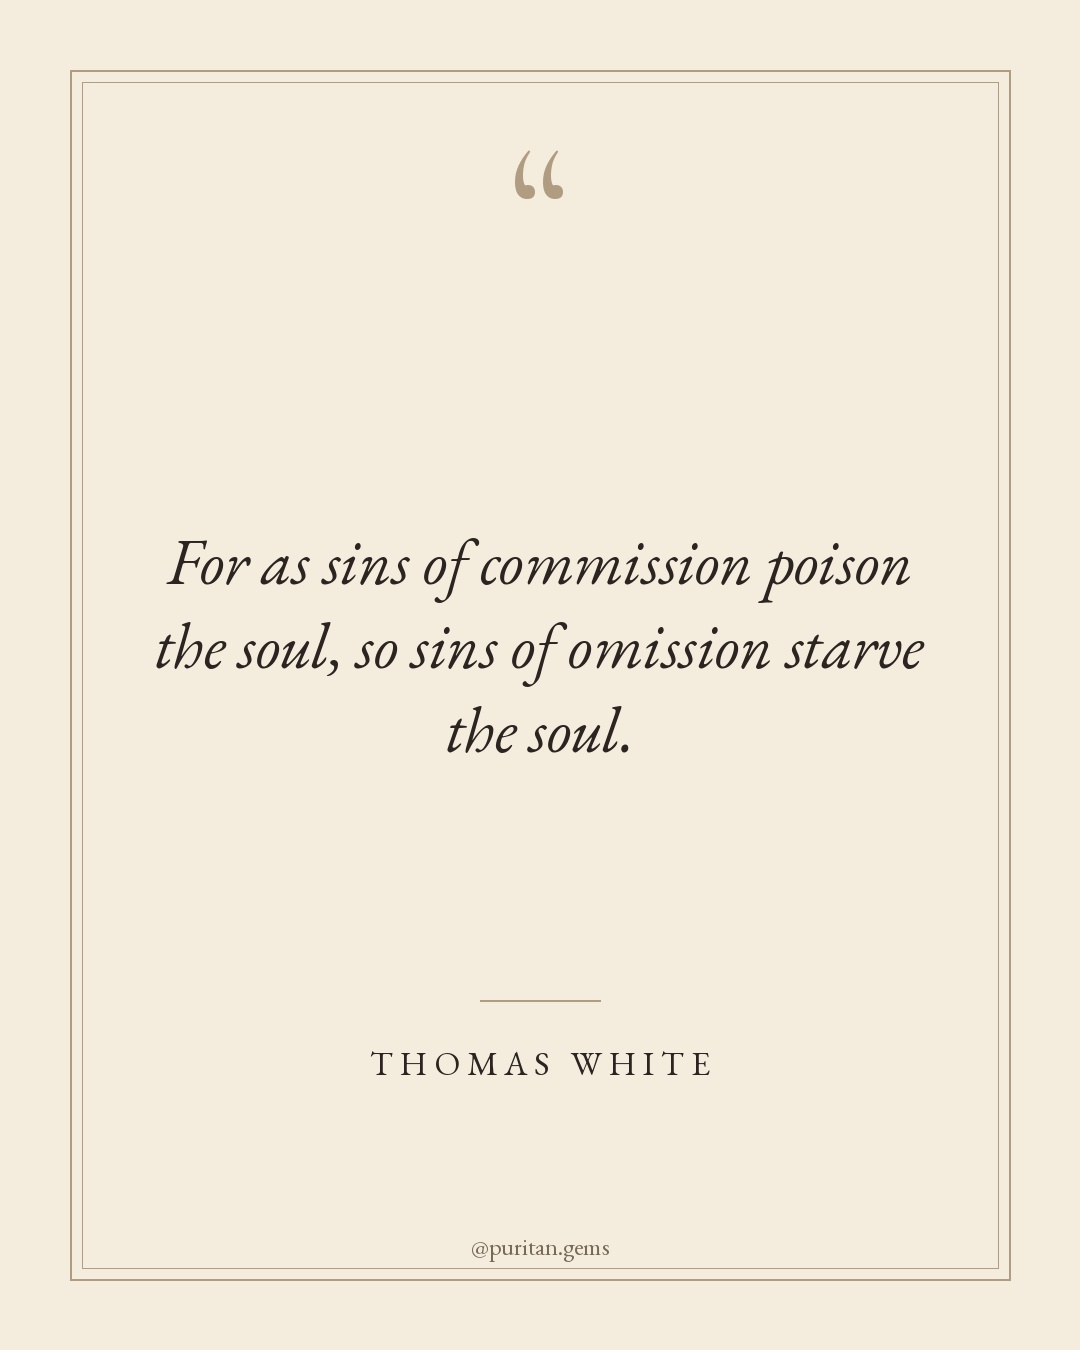 “
For as sins of commission poison
the soul, so sins of omission starve
the soul.
THOMAS WHITE
@puritan.gems